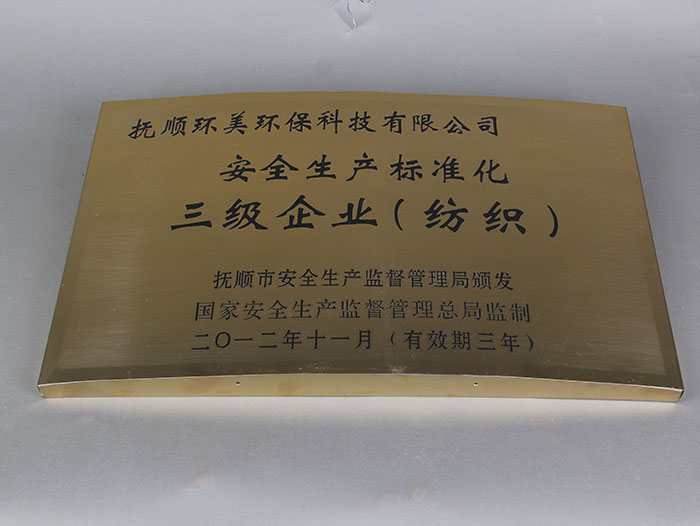 抚顺环美环保科技有限公司
安全生产标准化
三级企业(纺织)
抚顺市安全生产监督管理局颁发
国家安全生产监督管理总局监制
二〇一二年十一月(有效期三年)